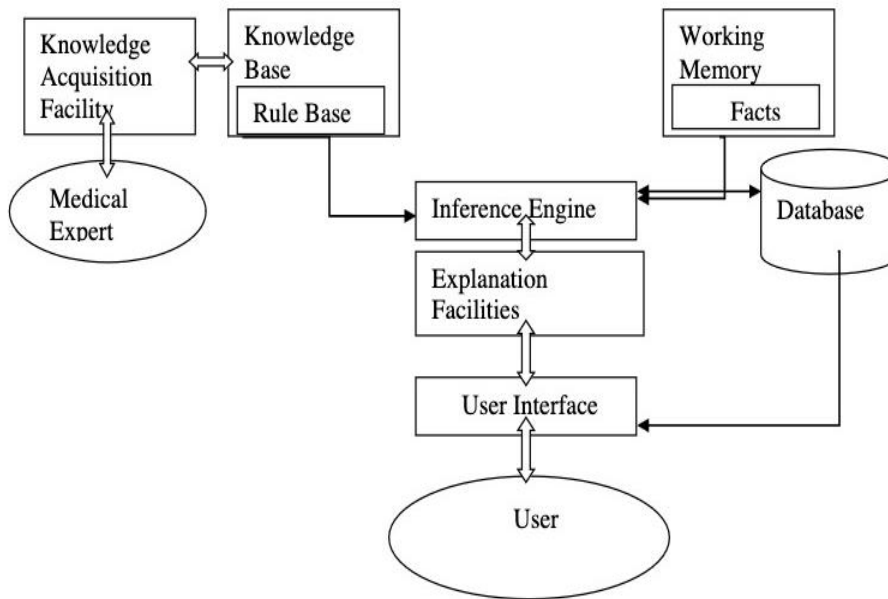 Knowledge
Acquisition
Facility
Knowledge
Base
Rule Base
Working
Memory
Facts
Medical
Expert
Inference Engine
Database
Explanation
Facilities
User Interface
User